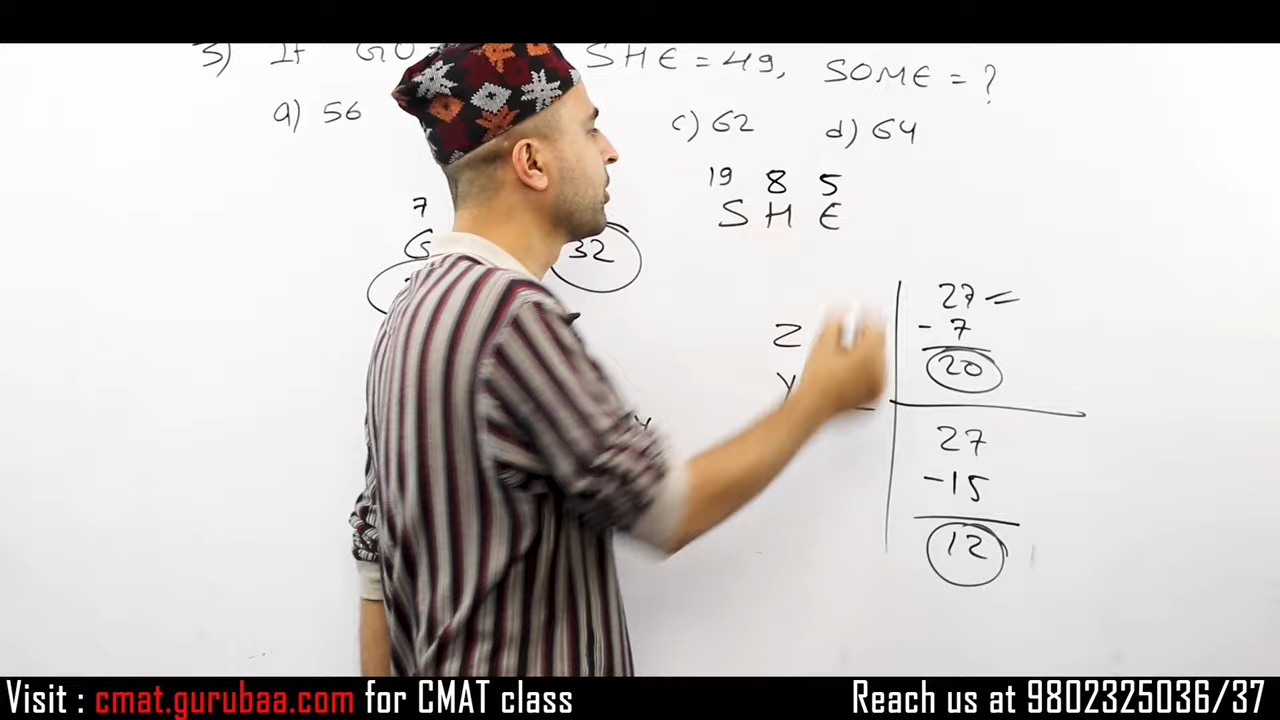 3) If GO SHE = 49, SOME = ?
a) 56 c) 62 d) 64
19 8 5
7 S H E
G 32
27 =
Z - 7
20
Y
27
-15
12
Visit : cmat.gurubaa.com for CMAT class Reach us at 9802325036/37